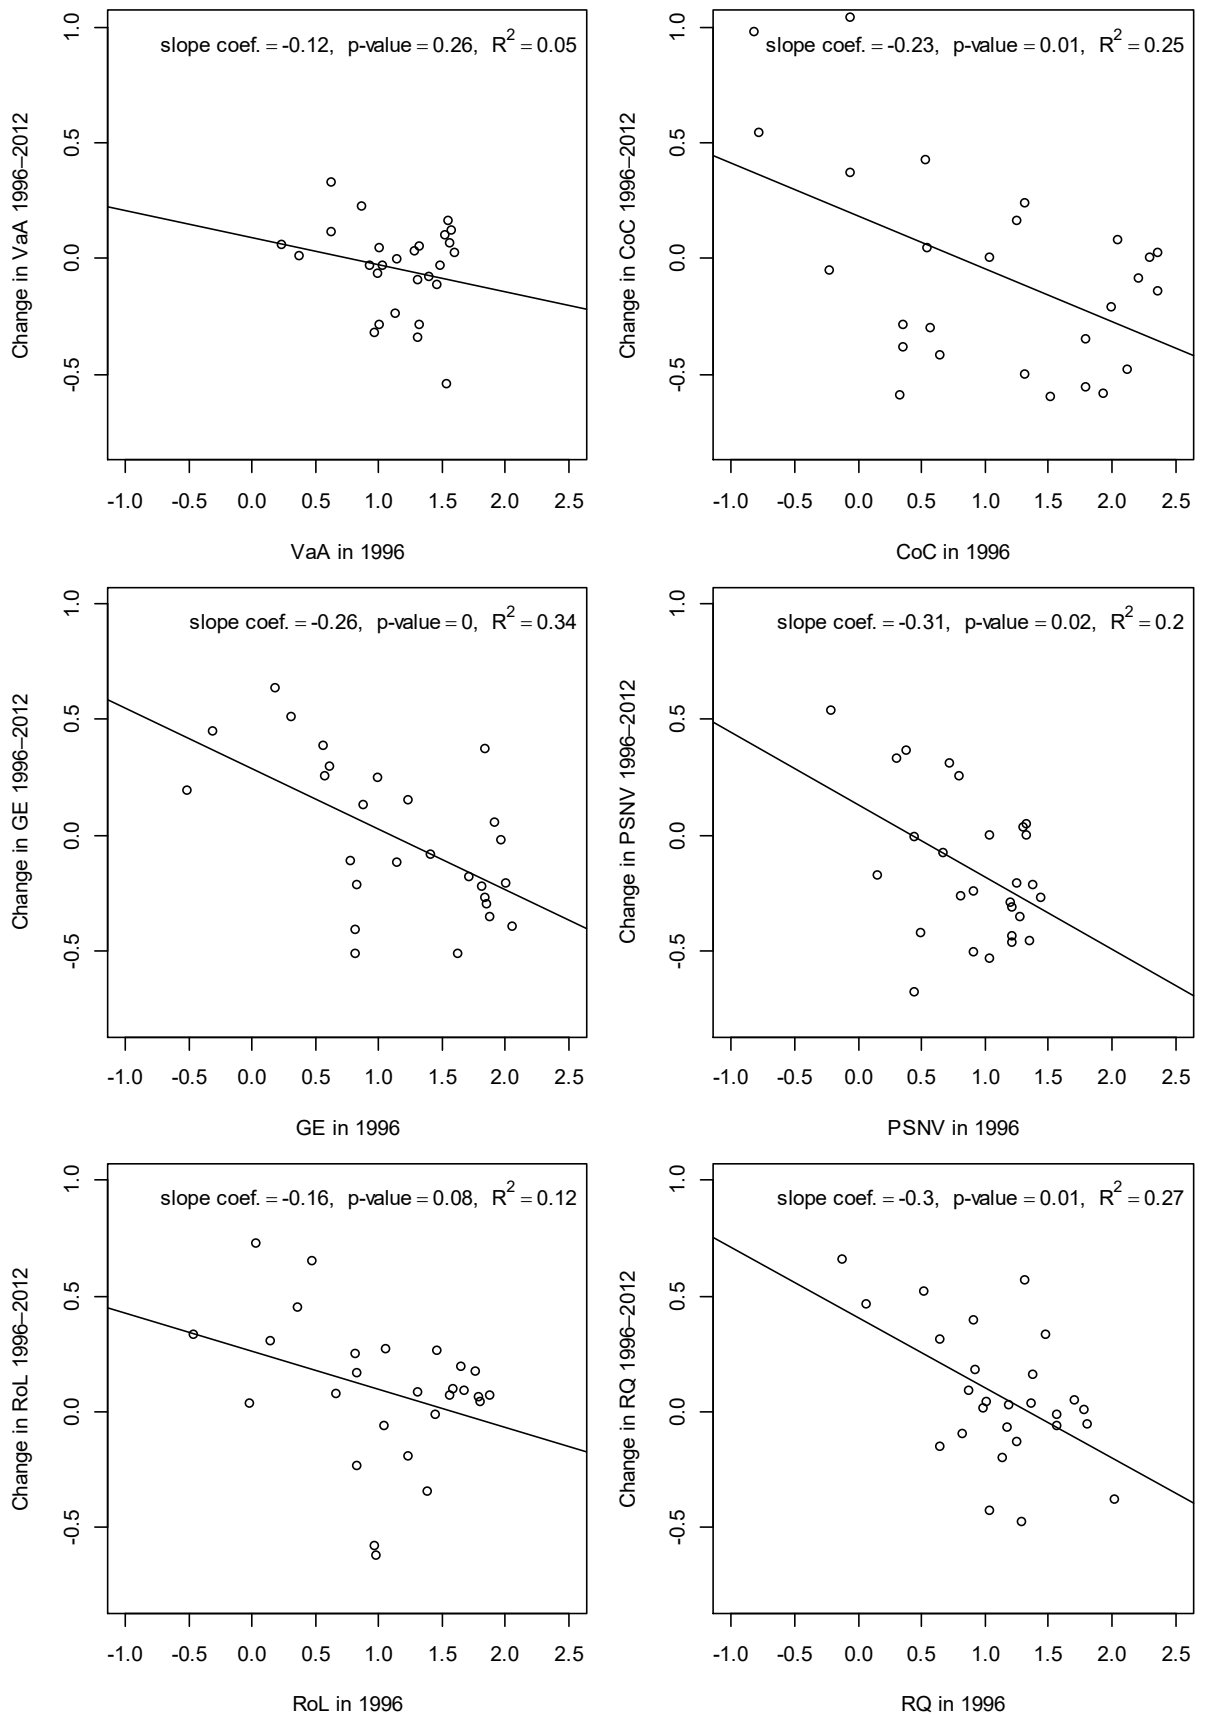 slope coef. = -0.12, p-value = 0.26, R2 = 0.05
Change in VaA 1996–2012
1.0
0.5
0.0
-0.5
-1.0 -0.5 0.0 0.5 1.0 1.5 2.0 2.5
VaA in 1996
slope coef. = -0.23, p-value = 0.01, R2 = 0.25
Change in CoC 1996–2012
1.0
0.5
0.0
-0.5
-1.0 -0.5 0.0 0.5 1.0 1.5 2.0 2.5
CoC in 1996
slope coef. = -0.26, p-value = 0, R2 = 0.34
Change in GE 1996–2012
1.0
0.5
0.0
-0.5
-1.0 -0.5 0.0 0.5 1.0 1.5 2.0 2.5
GE in 1996
slope coef. = -0.31, p-value = 0.02, R2 = 0.2
Change in PSNV 1996–2012
1.0
0.5
0.0
-0.5
-1.0 -0.5 0.0 0.5 1.0 1.5 2.0 2.5
PSNV in 1996
slope coef. = -0.16, p-value = 0.08, R2 = 0.12
Change in RoL 1996–2012
1.0
0.5
0.0
-0.5
-1.0 -0.5 0.0 0.5 1.0 1.5 2.0 2.5
RoL in 1996
slope coef. = -0.3, p-value = 0.01, R2 = 0.27
Change in RQ 1996–2012
1.0
0.5
0.0
-0.5
-1.0 -0.5 0.0 0.5 1.0 1.5 2.0 2.5
RQ in 1996